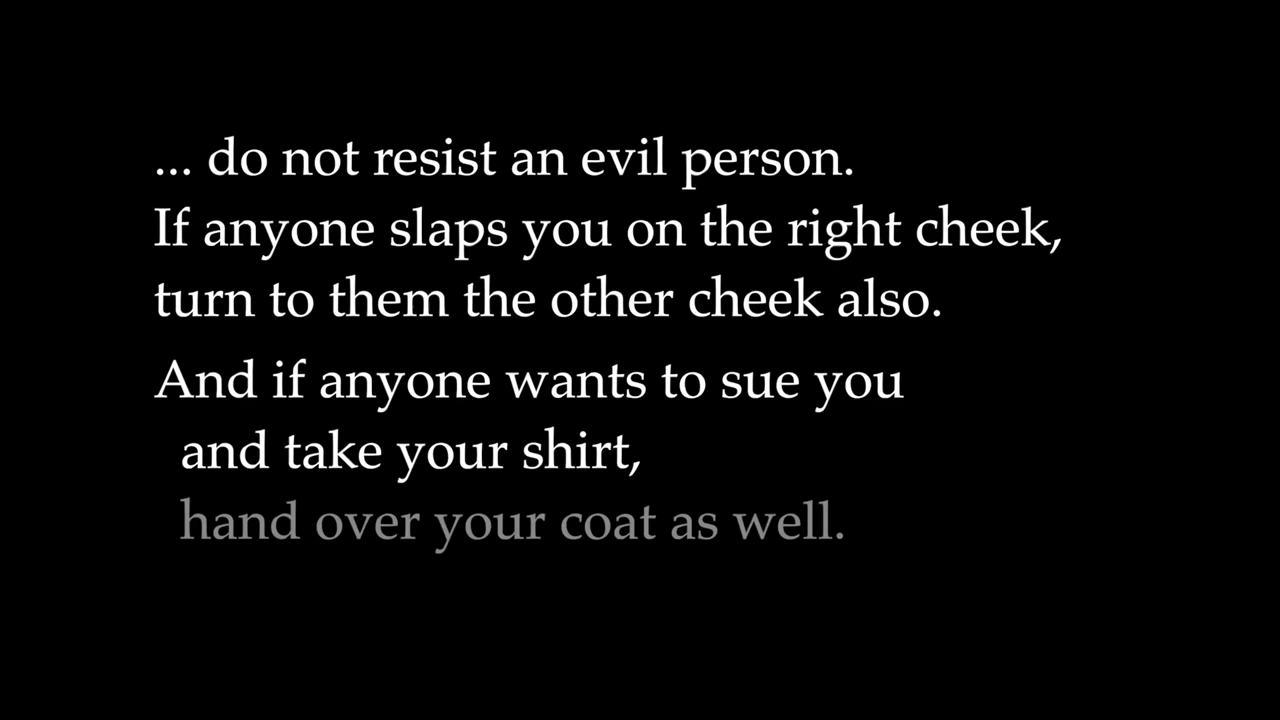 ... do not resist an evil person.
If anyone slaps you on the right cheek,
turn to them the other cheek also.
And if anyone wants to sue you
and take your shirt,
hand over your coat as well.